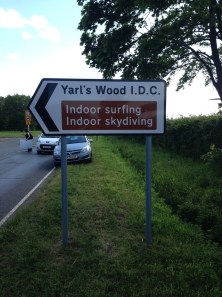 Yarl's Wood I.D.C.
Indoor surfing
Indoor skydiving